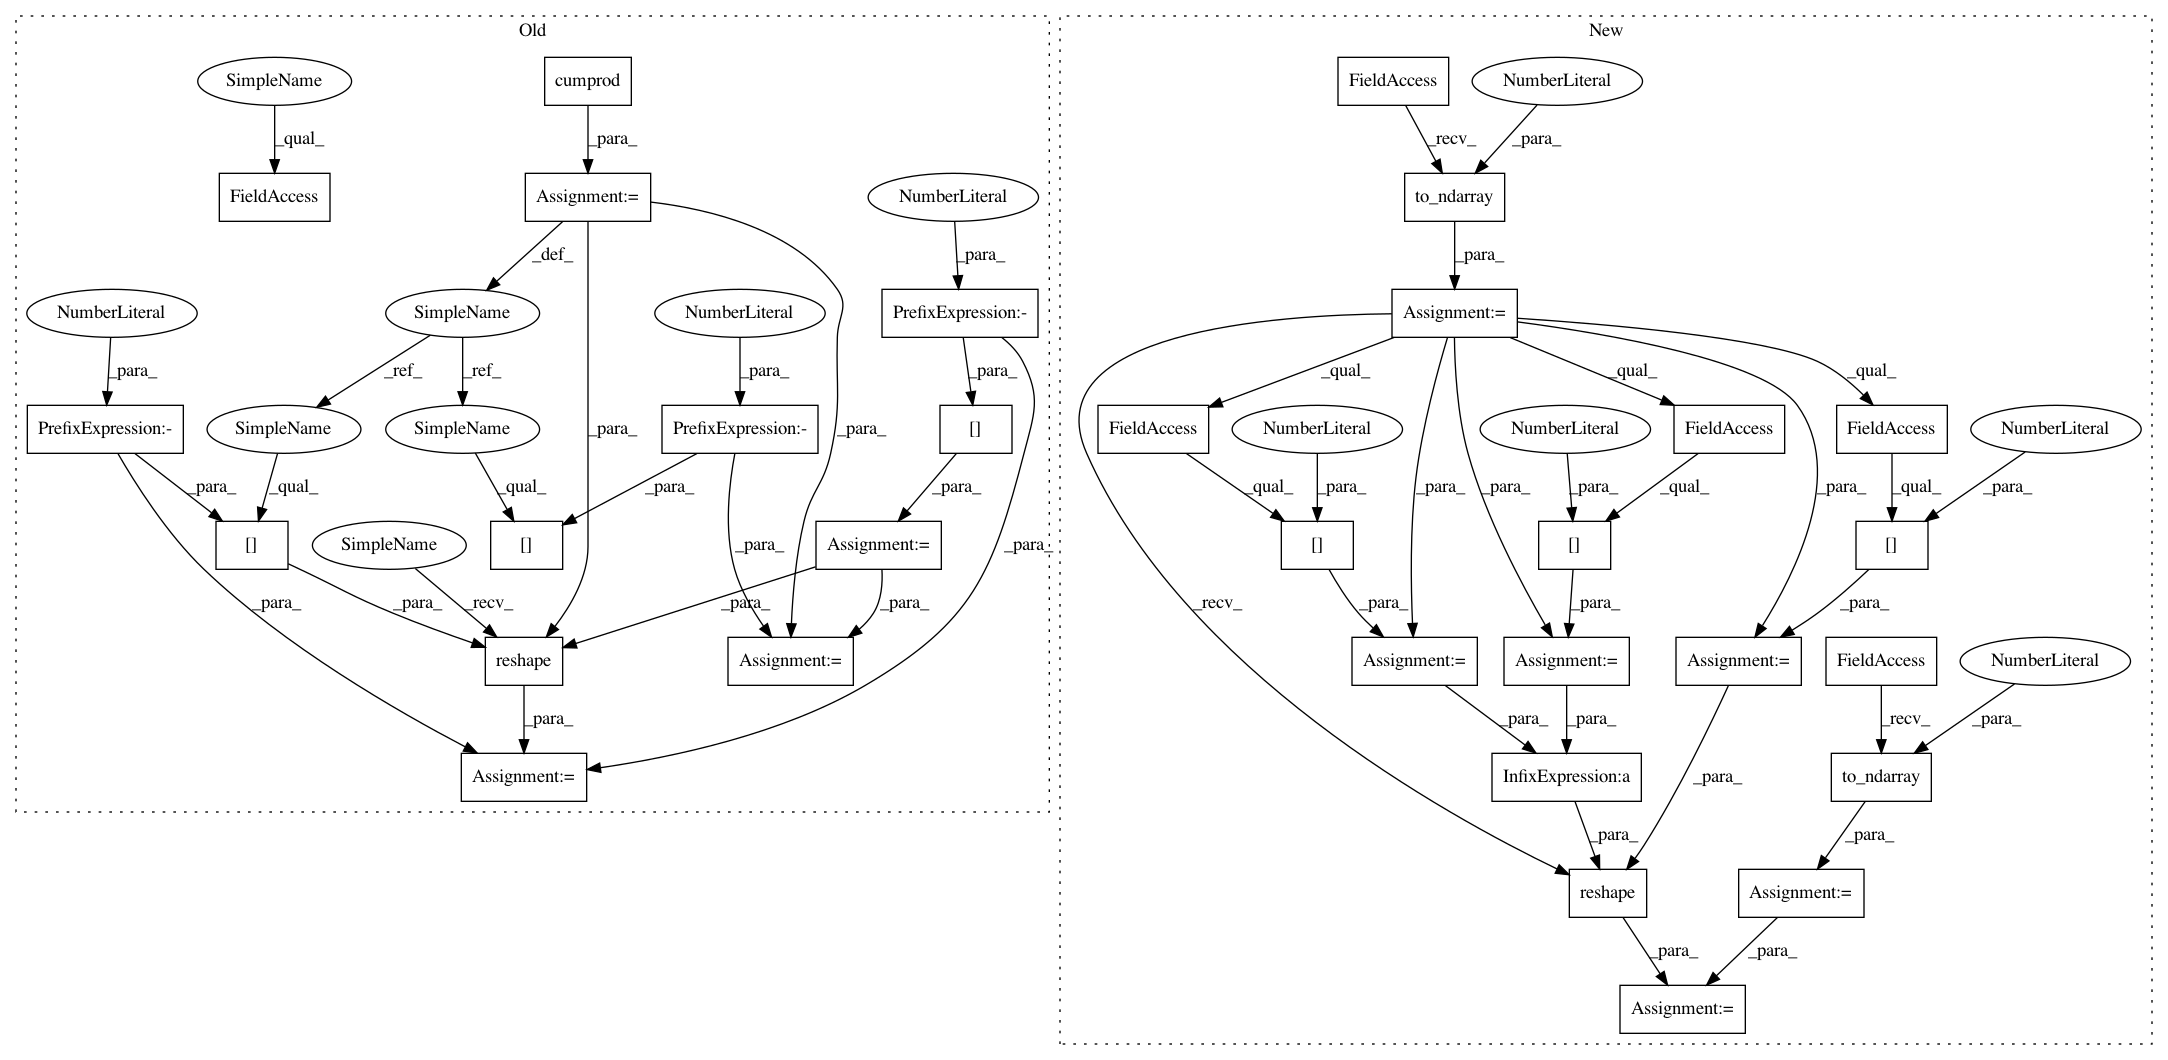 Old
SimpleName
cumprod
_qual_
_para_
FieldAccess
Assignment:=
NumberLiteral
_def_
_para_
NumberLiteral
SimpleName
NumberLiteral
PrefixExpression:-
_para_
_ref_
_ref_
_para_
_para_
PrefixExpression:-
SimpleName
SimpleName
_para_
PrefixExpression:-
_para_
[]
_para_
_qual_
_qual_
_para_
_para_
[]
SimpleName
[]
_para_
Assignment:=
_para_
_para_
_para_
_recv_
_para_
_para_
reshape
Assignment:=
_para_
Assignment:=
New
FieldAccess
NumberLiteral
_recv_
_para_
to_ndarray
_para_
Assignment:=
_qual_
_qual_
_qual_
FieldAccess
NumberLiteral
NumberLiteral
FieldAccess
FieldAccess
NumberLiteral
_qual_
_para_
_para_
_para_
_para_
_qual_
_para_
_qual_
_para_
[]
[]
[]
_recv_
_para_
_para_
_para_
Assignment:=
Assignment:=
Assignment:=
FieldAccess
NumberLiteral
_para_
_para_
_recv_
_para_
InfixExpression:a
_para_
to_ndarray
_para_
_para_
reshape
Assignment:=
_para_
_para_
Assignment:=